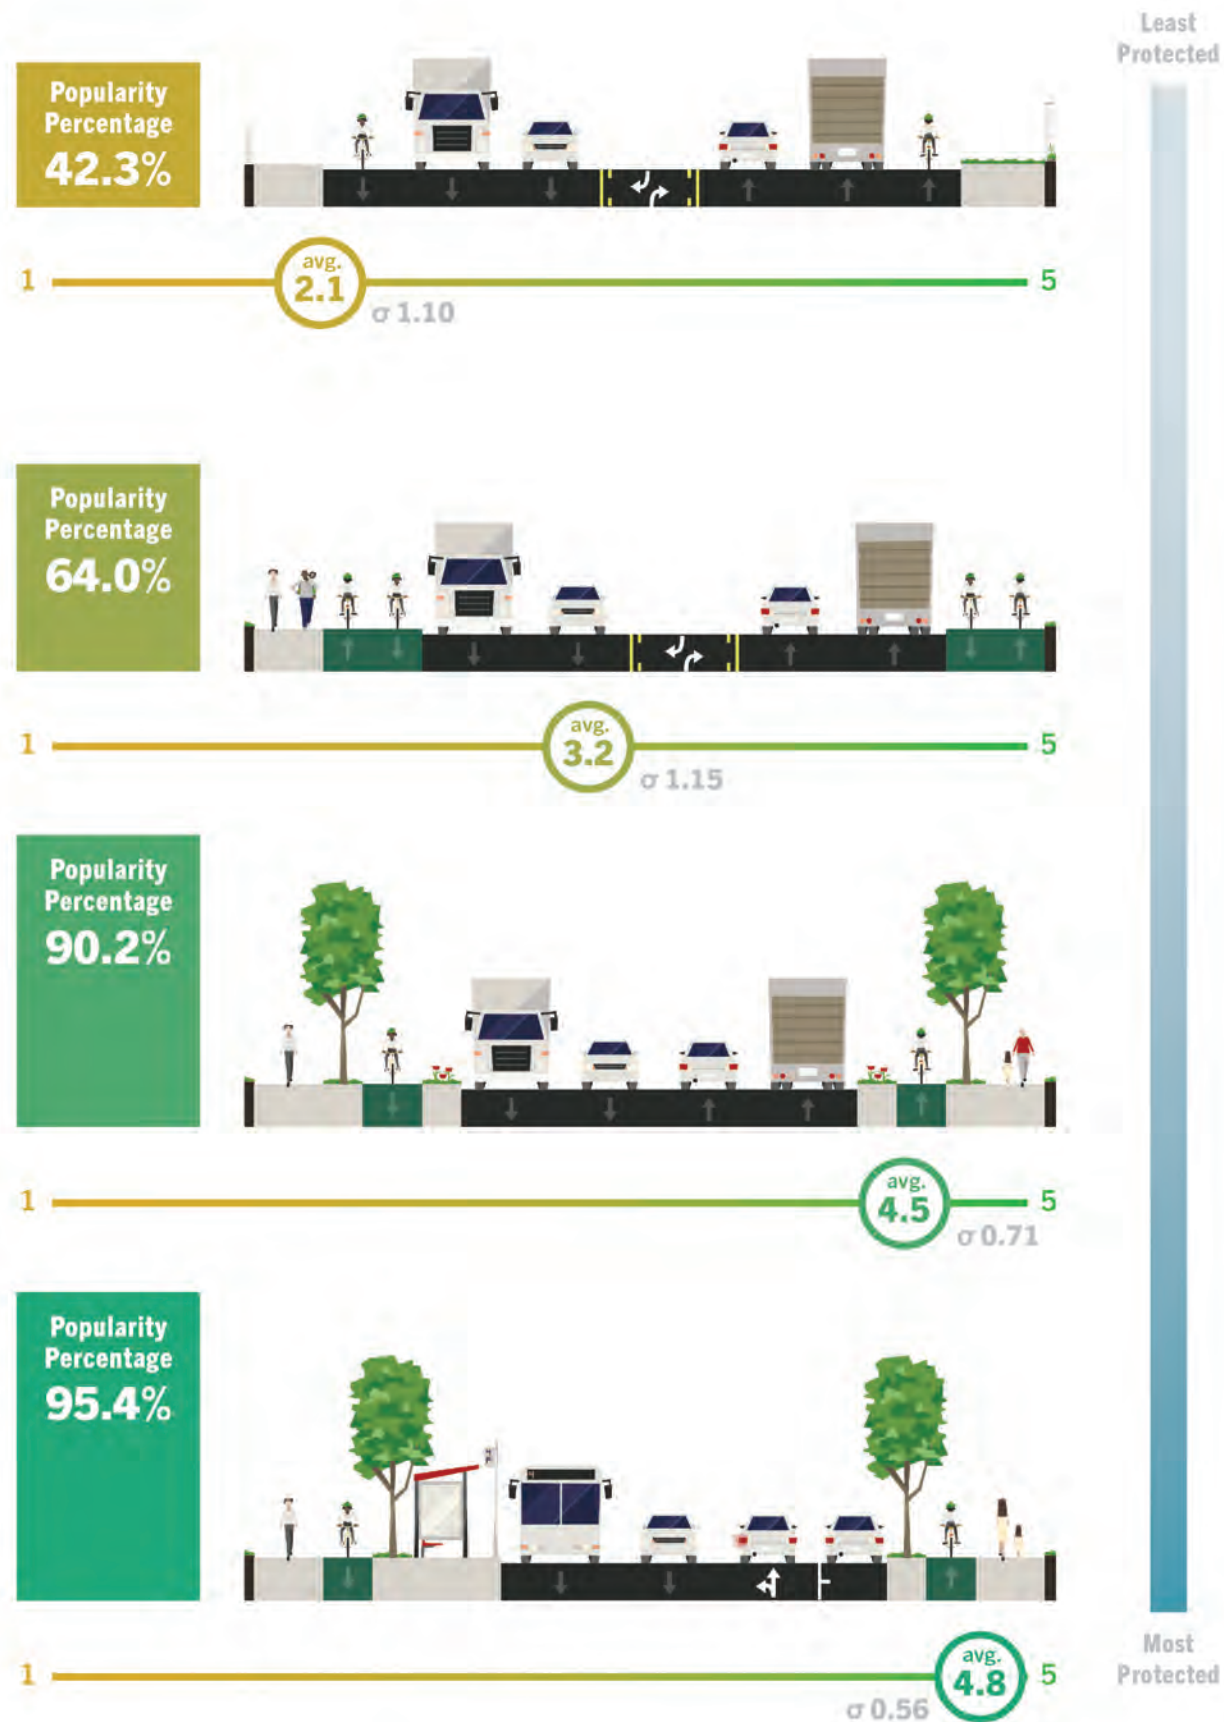 Least
Protected
Popularity
Percentage
42.3%
1
avg.
2.1
σ 1.10
5
Popularity
Percentage
64.0%
1
avg.
3.2
σ 1.15
5
Popularity
Percentage
90.2%
1
avg.
4.5
σ 0.71
5
Popularity
Percentage
95.4%
1
avg.
4.8
σ 0.56
5
Most
Protected